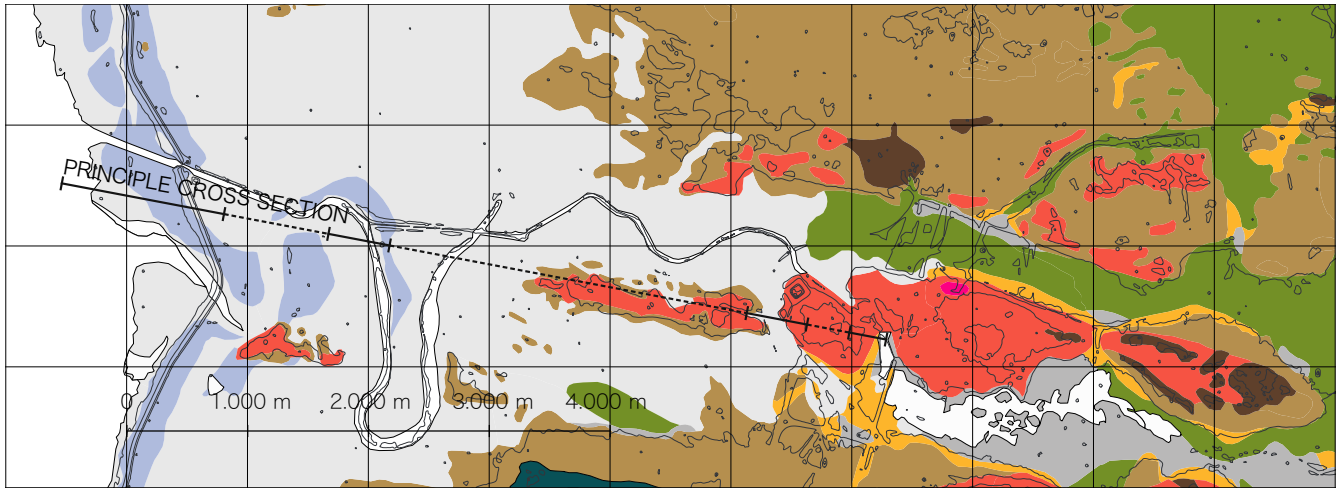 PRINCIPLE CROSS SECTION
0 1.000 m 2.000 m 3.000 m 4.000 m